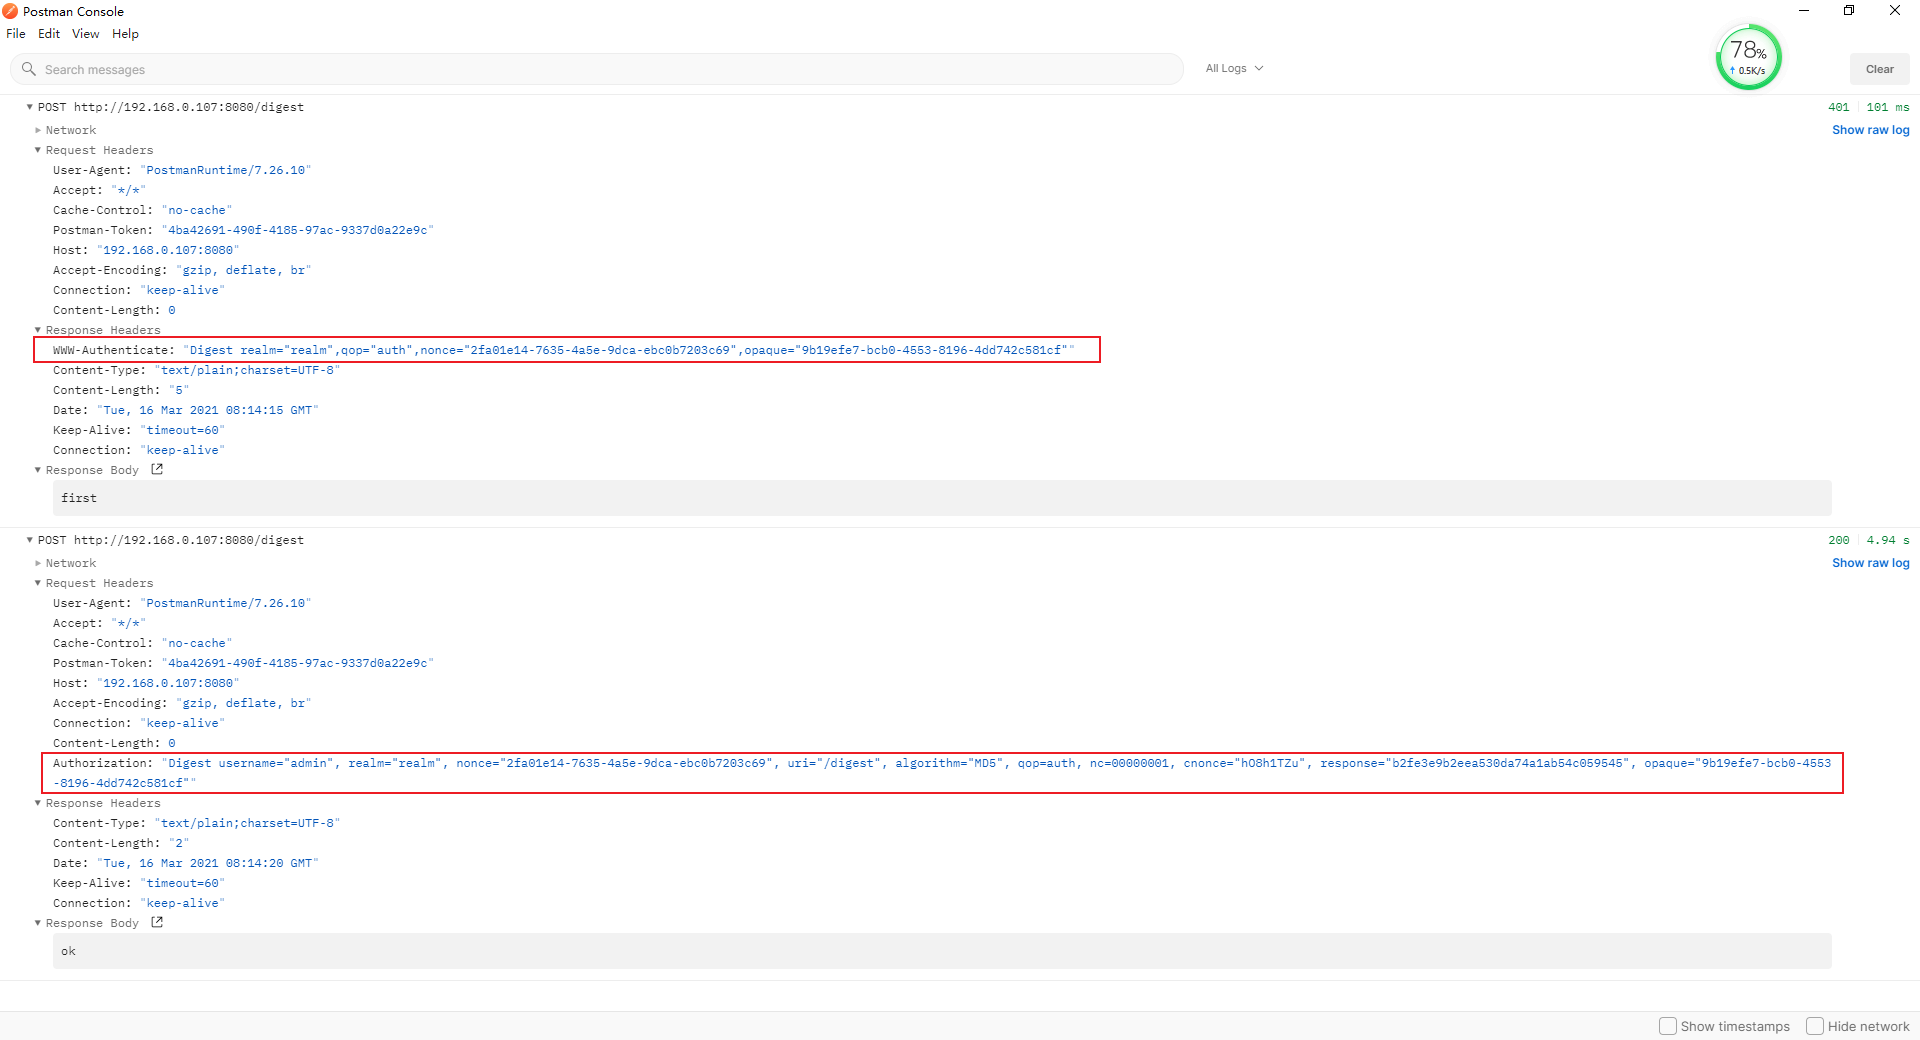 Postman Console
File Edit View Help
Search messages
All Logs
78%
0.5K/s
Clear
POST http://192.168.0.107:8080/digest 401 101 ms
Network Show raw log
Request Headers
User-Agent: "PostmanRuntime/7.26.10"
Accept: "*/*"
Cache-Control: "no-cache"
Postman-Token: "4ba42691-490f-4185-97ac-9337d0a22e9c"
Host: "192.168.0.107:8080"
Accept-Encoding: "gzip, deflate, br"
Connection: "keep-alive"
Content-Length: 0
Response Headers
WWW-Authenticate: "Digest realm="realm",qop="auth",nonce="2fa01e14-7635-4a5e-9dca-ebc0b7203c69",opaque="9b19efe7-bcb0-4553-8196-4dd742c581cf""
Content-Type: "text/plain;charset=UTF-8"
Content-Length: "5"
Date: "Tue, 16 Mar 2021 08:14:15 GMT"
Keep-Alive: "timeout=60"
Connection: "keep-alive"
Response Body
first
POST http://192.168.0.107:8080/digest 200 4.94 s
Network Show raw log
Request Headers
User-Agent: "PostmanRuntime/7.26.10"
Accept: "*/*"
Cache-Control: "no-cache"
Postman-Token: "4ba42691-490f-4185-97ac-9337d0a22e9c"
Host: "192.168.0.107:8080"
Accept-Encoding: "gzip, deflate, br"
Connection: "keep-alive"
Content-Length: 0
Authorization: "Digest username="admin", realm="realm", nonce="2fa01e14-7635-4a5e-9dca-ebc0b7203c69", uri="/digest", algorithm="MD5", qop=auth, nc=00000001, cnonce="hO8h1TZu", response="b2fe3e9b2eea530da74a1ab54c059545", opaque="9b19efe7-bcb0-4553
-8196-4dd742c581cf""
Response Headers
Content-Type: "text/plain;charset=UTF-8"
Content-Length: "2"
Date: "Tue, 16 Mar 2021 08:14:20 GMT"
Keep-Alive: "timeout=60"
Connection: "keep-alive"
Response Body
ok
Show timestamps Hide network